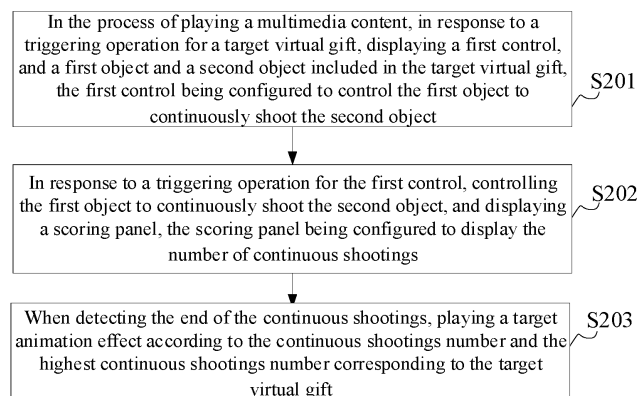 In the process of playing a multimedia content, in response to a
triggering operation for a target virtual gift, displaying a first control,
and a first object and a second object included in the target virtual gift,
the first control being configured to control the first object to
continuously shoot the second object
S201
In response to a triggering operation for the first control, controlling
the first object to continuously shoot the second object, and displaying
a scoring panel, the scoring panel being configured to display the
number of continuous shootings
S202
When detecting the end of the continuous shootings, playing a target
animation effect according to the continuous shootings number and the
highest continuous shootings number corresponding to the target
virtual gift
S203